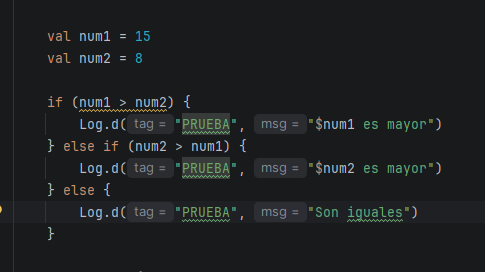 val num1 = 15
val num2 = 8
if (num1 > num2) {
Log.d( tag = "PRUEBA", msg = "$num1 es mayor")
} else if (num2 > num1) {
Log.d( tag = "PRUEBA", msg = "$num2 es mayor")
} else {
Log.d( tag = "PRUEBA", msg = "Son iguales")
}